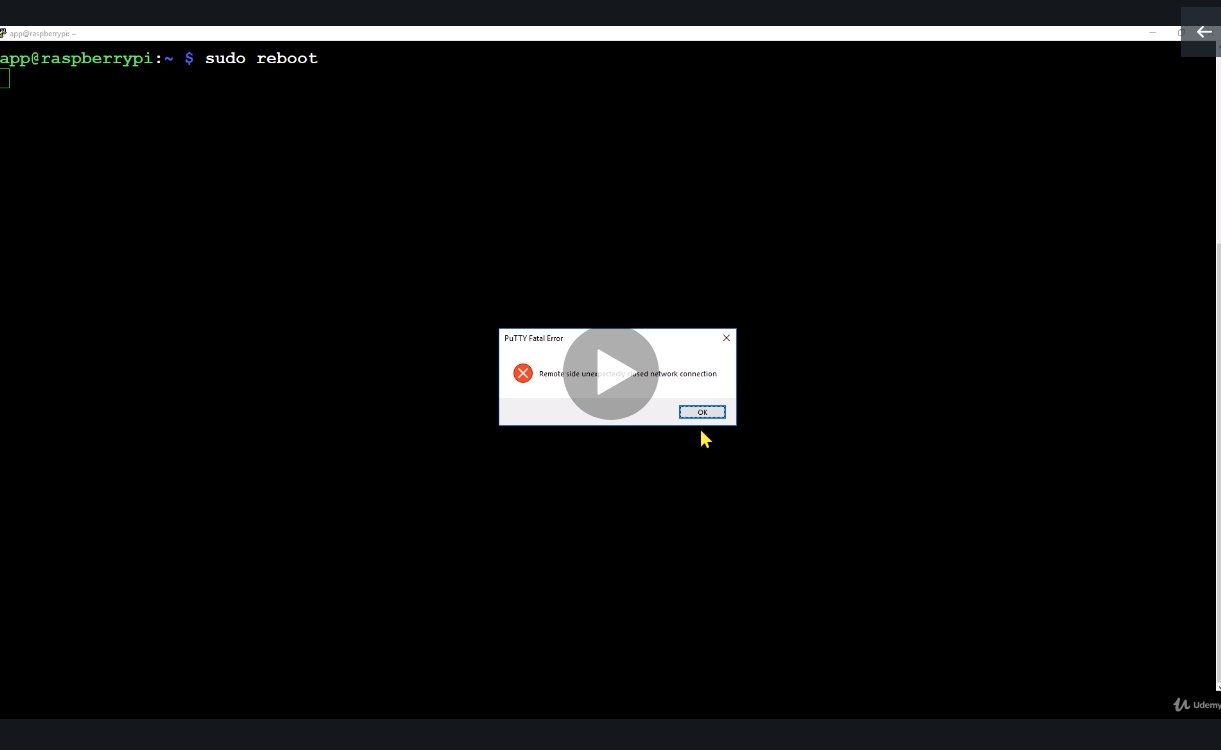 app@raspberrypi: ~
app@raspberrypi:~ $ sudo reboot
PuTTY Fatal Error
Remote side unexpectedly closed network connection
OK
Udemy